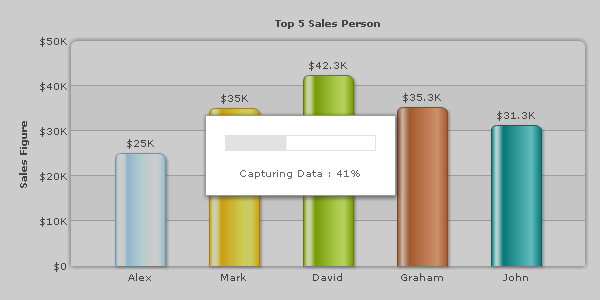 Top 5 Sales Person
Sales Figure
$50K
$40K
$30K
$20K
$10K
$0
$25K
$35K
$42.3K
$35.3K
$31.3K
Capturing Data : 41%
Alex
Mark
David
Graham
John